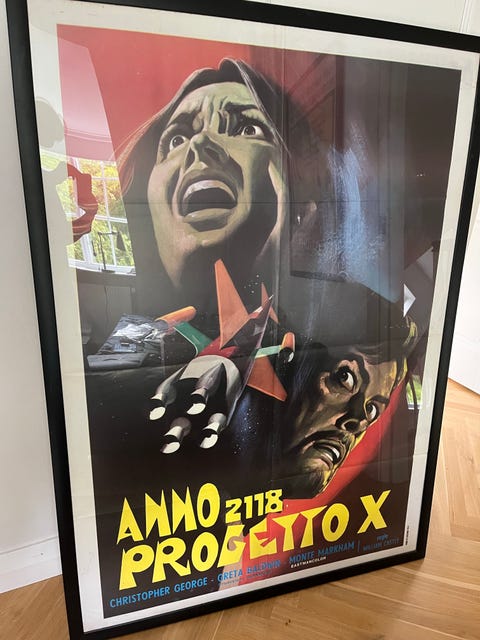 ANNO 2118
PROGETTO X
CHRISTOPHER GEORGE - GRETA BALDWIN - MONTE MARKHAM
regia
WILLIAM CASTLE
EASTMANCOLOR